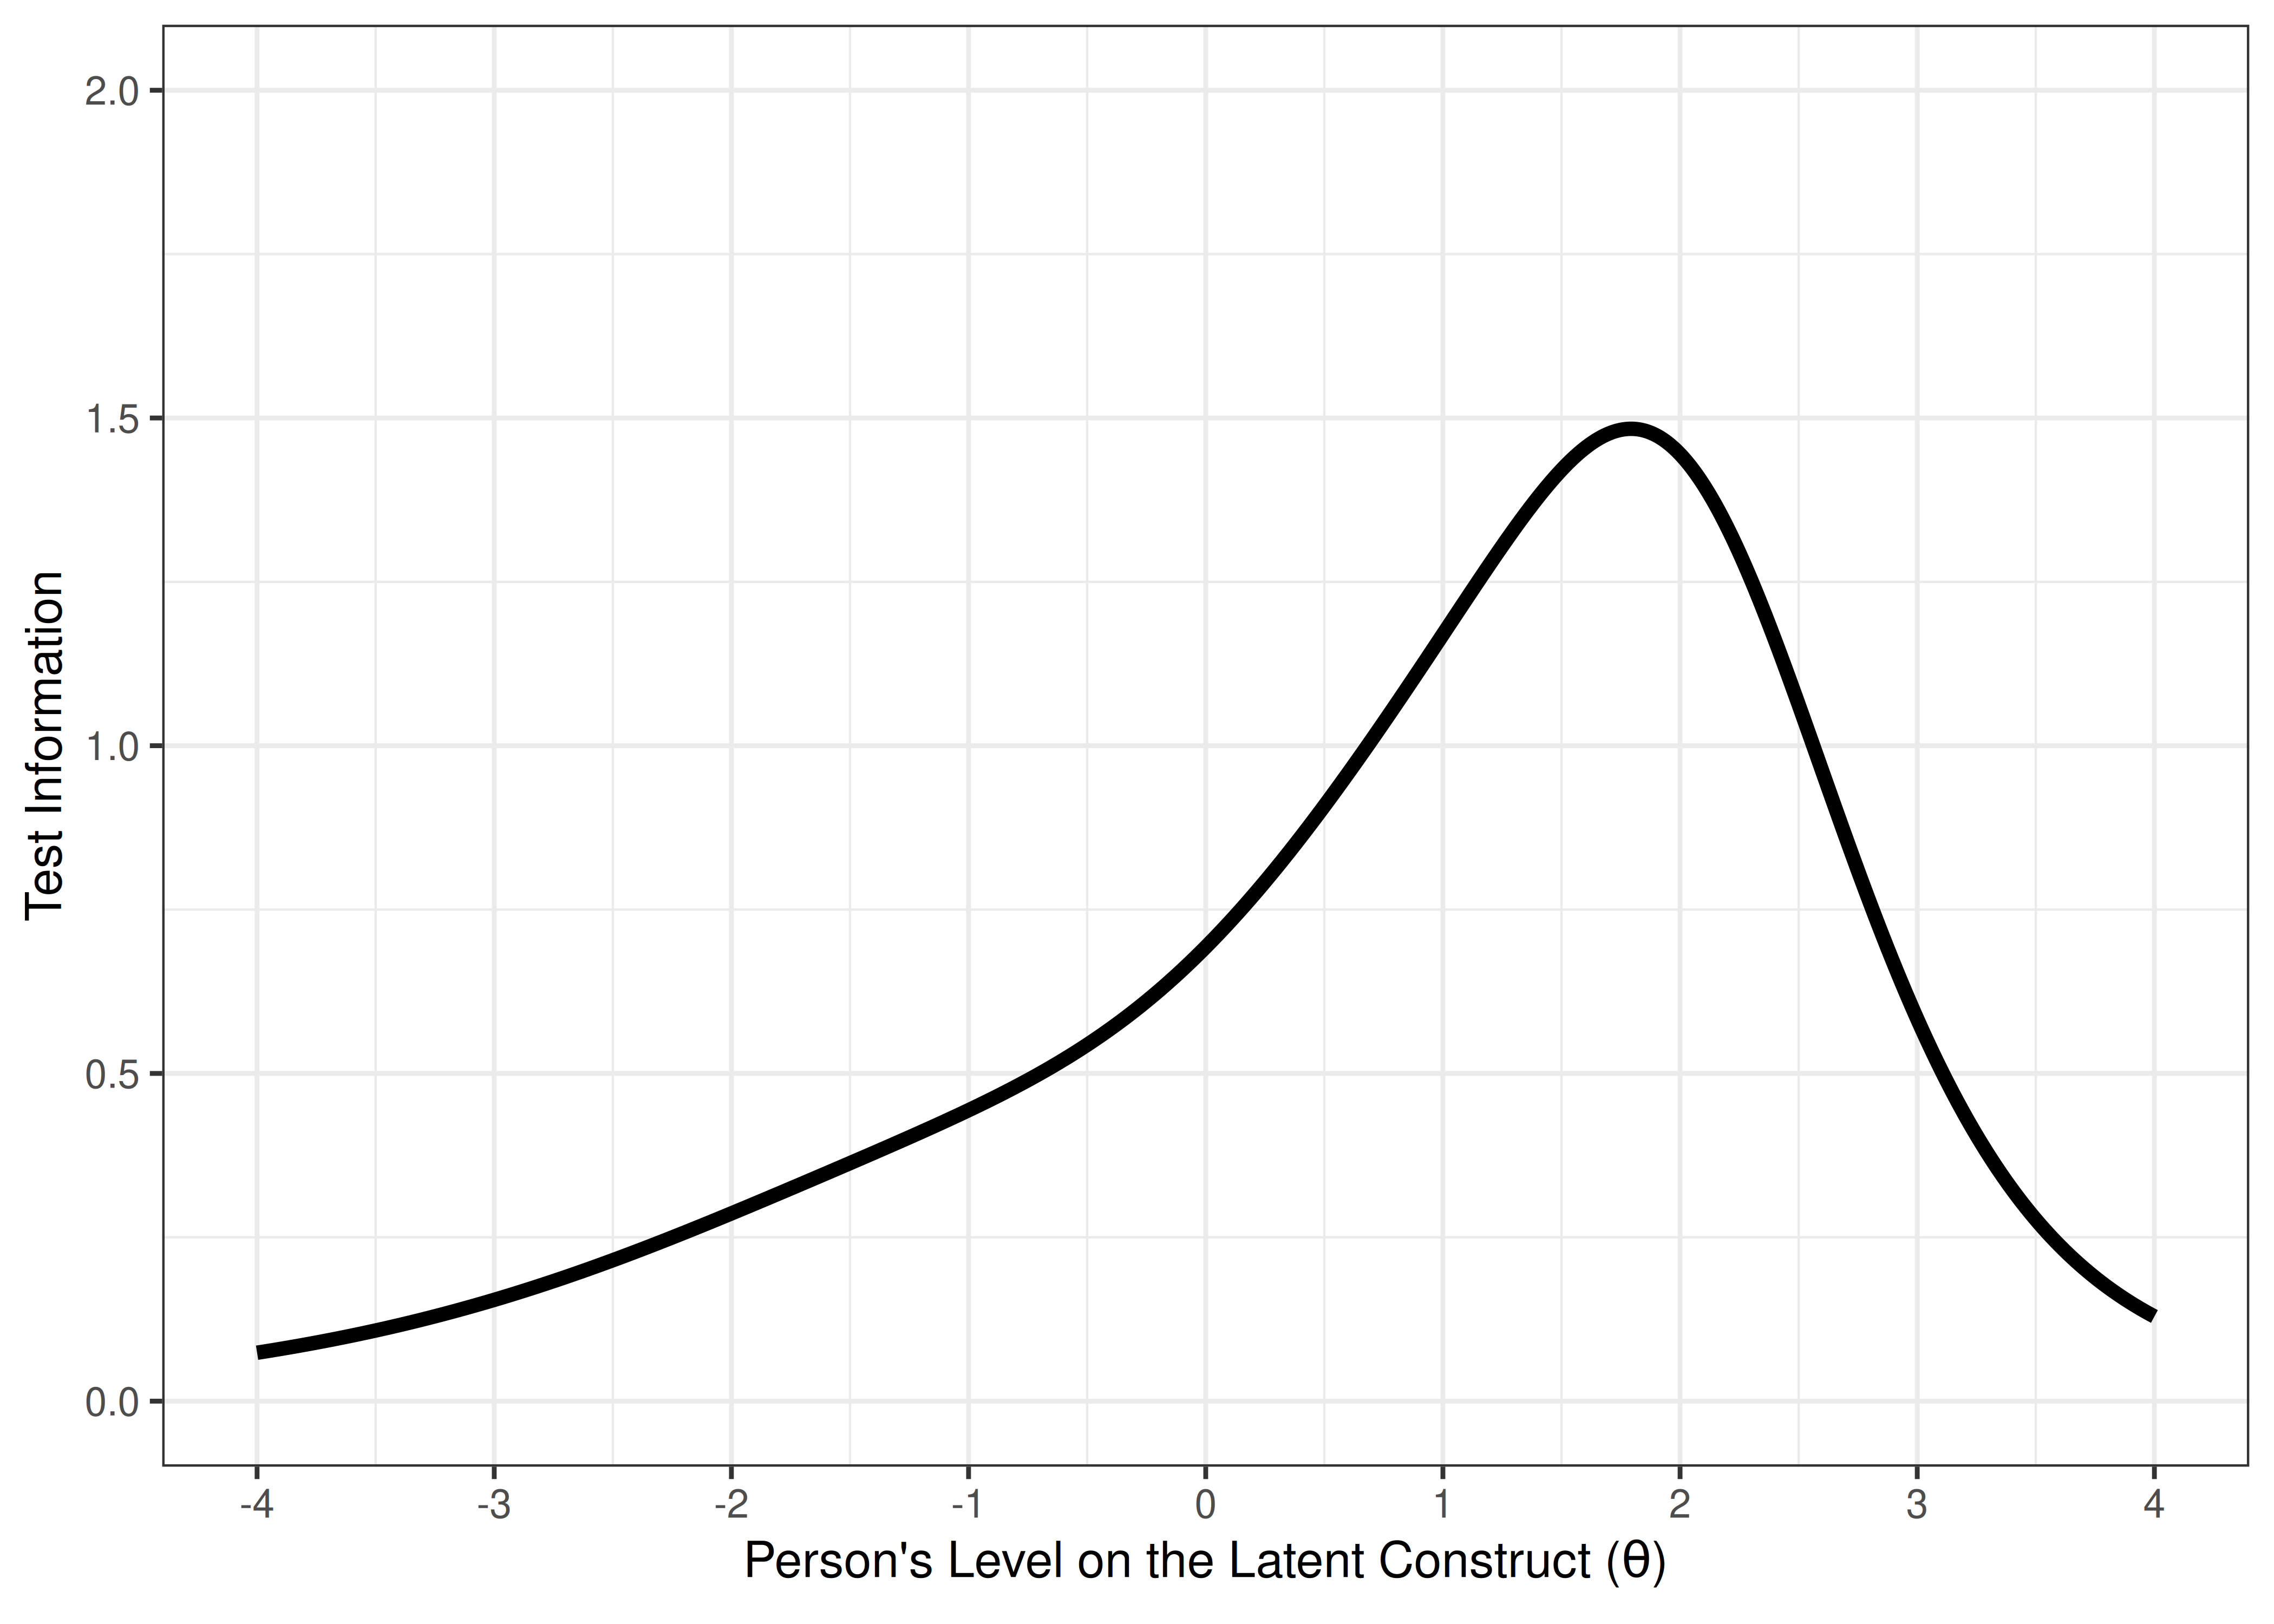 Test Information
2.0
1.5
1.0
0.5
0.0
-4 -3 -2 -1 0 1 2 3 4
Person's Level on the Latent Construct (θ)